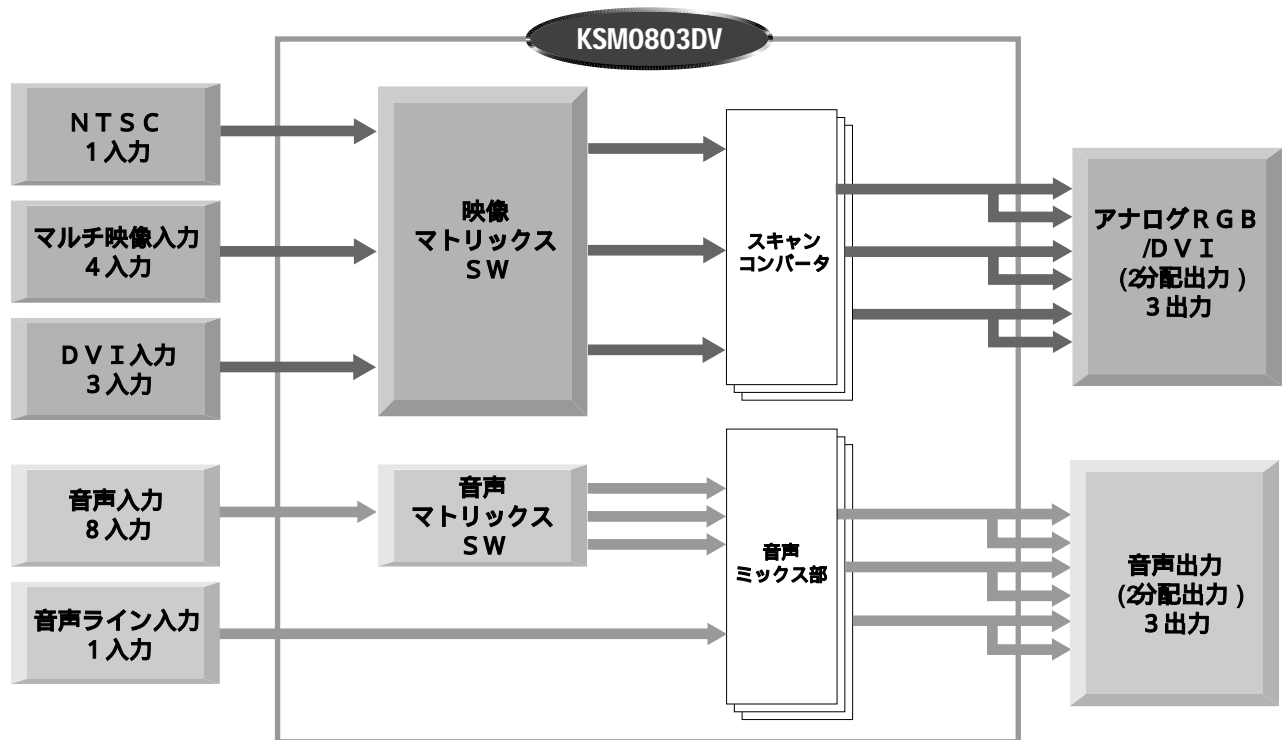 KSM0803DV
ＮＴＳＣ
１入力
マルチ映像入力
４入力
ＤＶＩ入力
３入力
映像
マトリックス
ＳＷ
スキャン
コンバータ
アナログＲＧＢ
/ＤＶＩ
(2分配出力)
３出力
音声入力
８入力
音声ライン入力
１入力
音声
マトリックス
ＳＷ
音声
ミックス部
音声出力
(2分配出力)
３出力